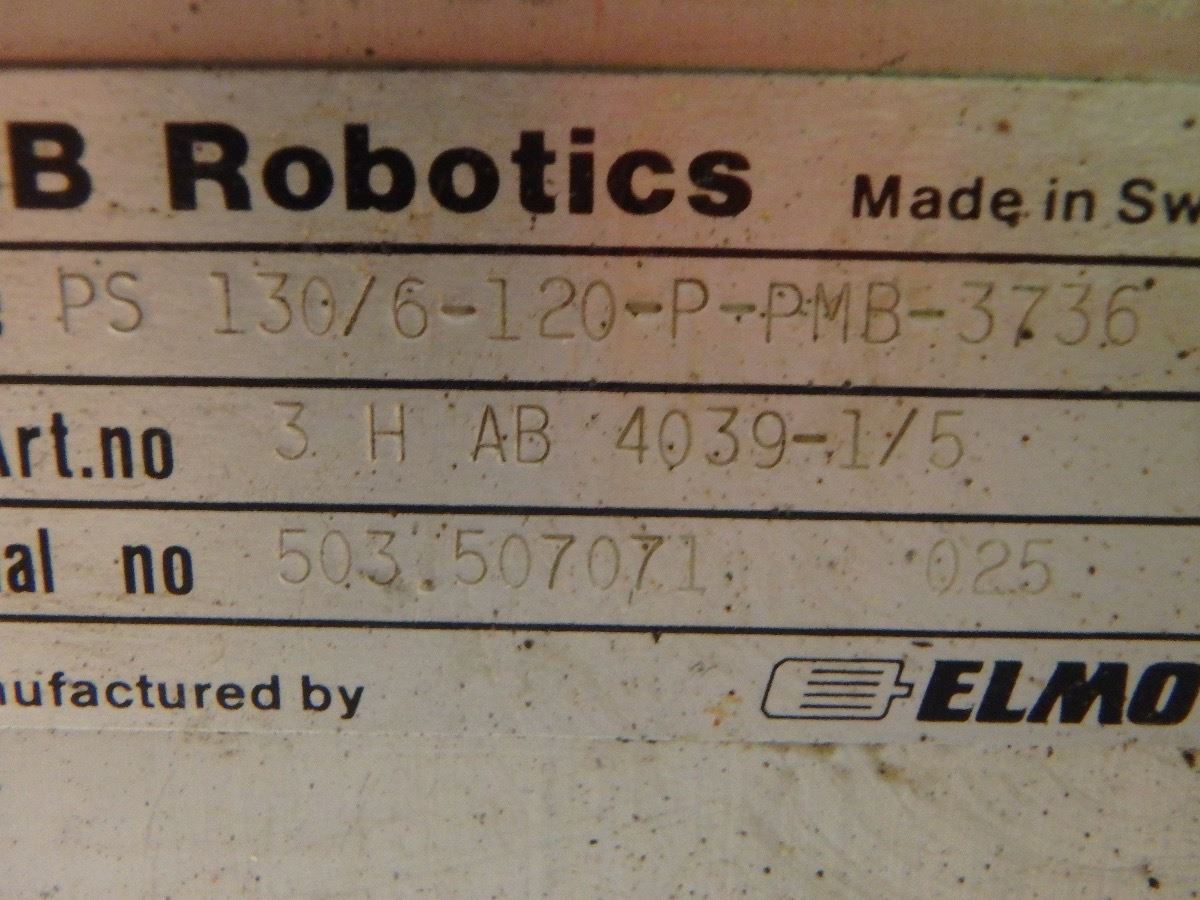 B Robotics Made in Sw
: PS 130/6-120-P-PMB-3736
Art.no 3 H AB 4039-1/5
al no 503 507071 025
nufactured by ELMO